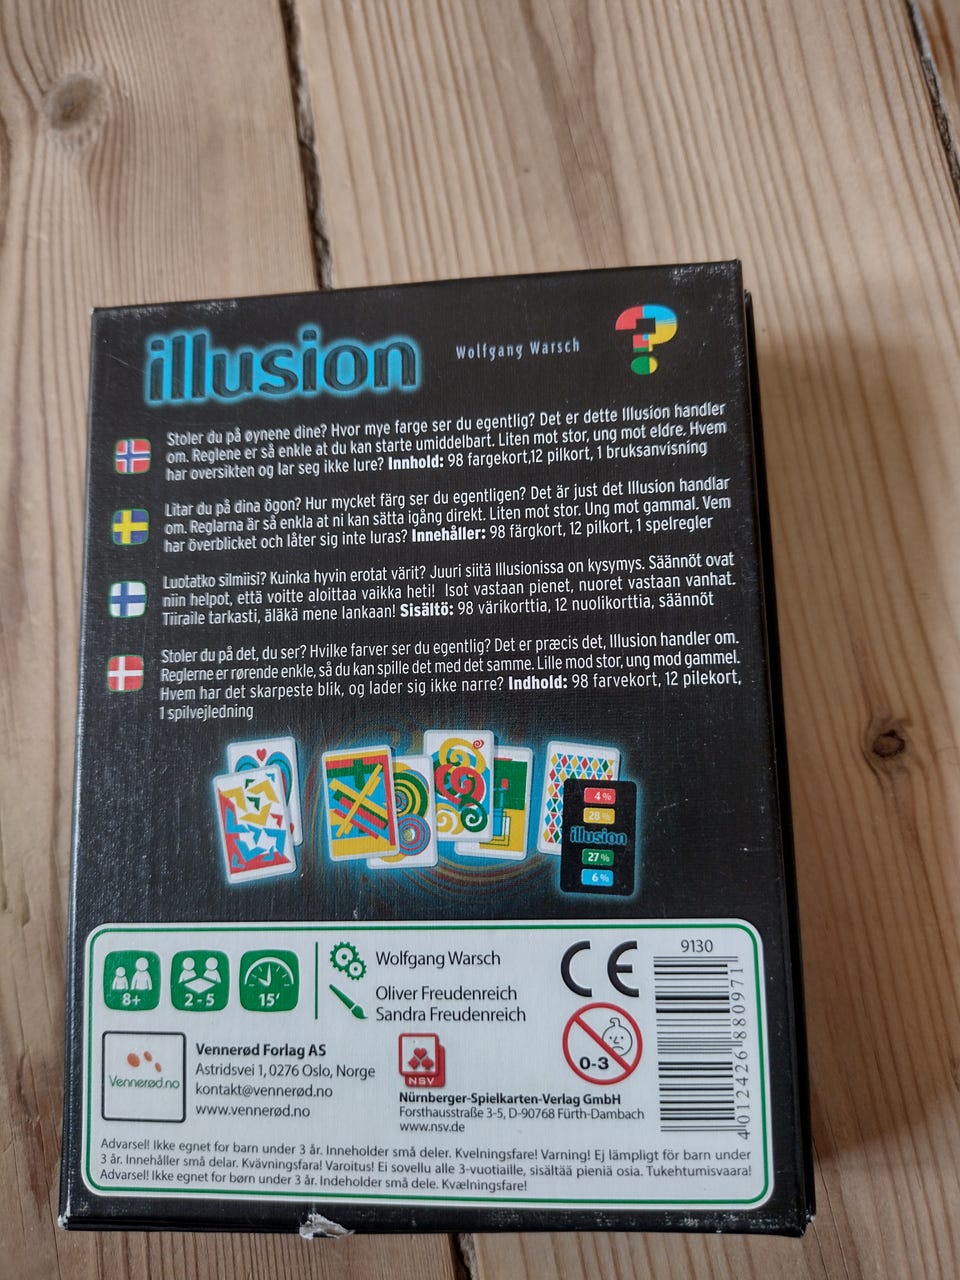 illusion
Wolfgang Warsch
?
Stoler du på øynene dine? Hvor mye farge ser du egentlig? Det er dette Illusion handler
om. Reglene er så enkle at du kan starte umiddelbart. Liten mot stor, ung mot eldre. Hvem
har oversikten og lar seg ikke lure? Innhold: 98 fargekort,12 pilkort, 1 bruksanvisning
Litar du på dina ögon? Hur mycket färg ser du egentligen? Det är just det Illusion handlar
om. Reglarna är så enkla at ni kan sätta igång direkt. Liten mot stor. Ung mot gammal. Vem
har överblicket och låter sig inte luras? Innehåller: 98 färgkort, 12 pilkort, 1 spelregler
Luotatko silmiisi? Kuinka hyvin erotat värit? Juuri siitä Illusionissa on kysymys. Säännöt ovat
niin helpot, että voitte aloittaa vaikka heti! Isot vastaan pienet, nuoret vastaan vanhat.
Tiiraile tarkasti, äläkä mene lankaan! Sisältö: 98 värikorttia, 12 nuolikorttia, säännöt
Stoler du på det, du ser? Hvilke farver ser du egentlig? Det er præcis det, Illusion handler om.
Reglerne er rørende enkle, så du kan spille det med det samme. Lille mod stor, ung mod gammel.
Hvem har det skarpeste blik, og lader sig ikke narre? Indhold: 98 farvekort, 12 pilekort,
1 spilvejledning
4 %
28 %
illusion
27 %
6 %
8+
2 - 5
15'
Wolfgang Warsch
Oliver Freudenreich
Sandra Freudenreich
CE
0-3
9130
4012426880971
Vennerød.no
Vennerød Forlag AS
Astridsvei 1, 0276 Oslo, Norge
kontakt@vennerød.no
www.vennerød.no
NSV
Nürnberger-Spielkarten-Verlag GmbH
Forsthausstraße 3-5, D-90768 Fürth-Dambach
www.nsv.de
Advarsel! Ikke egnet for barn under 3 år. Inneholder små deler. Kvelningsfare! Varning! Ej lämpligt för barn under
3 år. Innehåller små delar. Kvävningsfara! Varoitus! Ei sovellu alle 3-vuotiaille, sisältää pieniä osia. Tukehtumisvaara!
Advarsel! Ikke egnet for børn under 3 år. Indeholder små dele. Kvælningsfare!